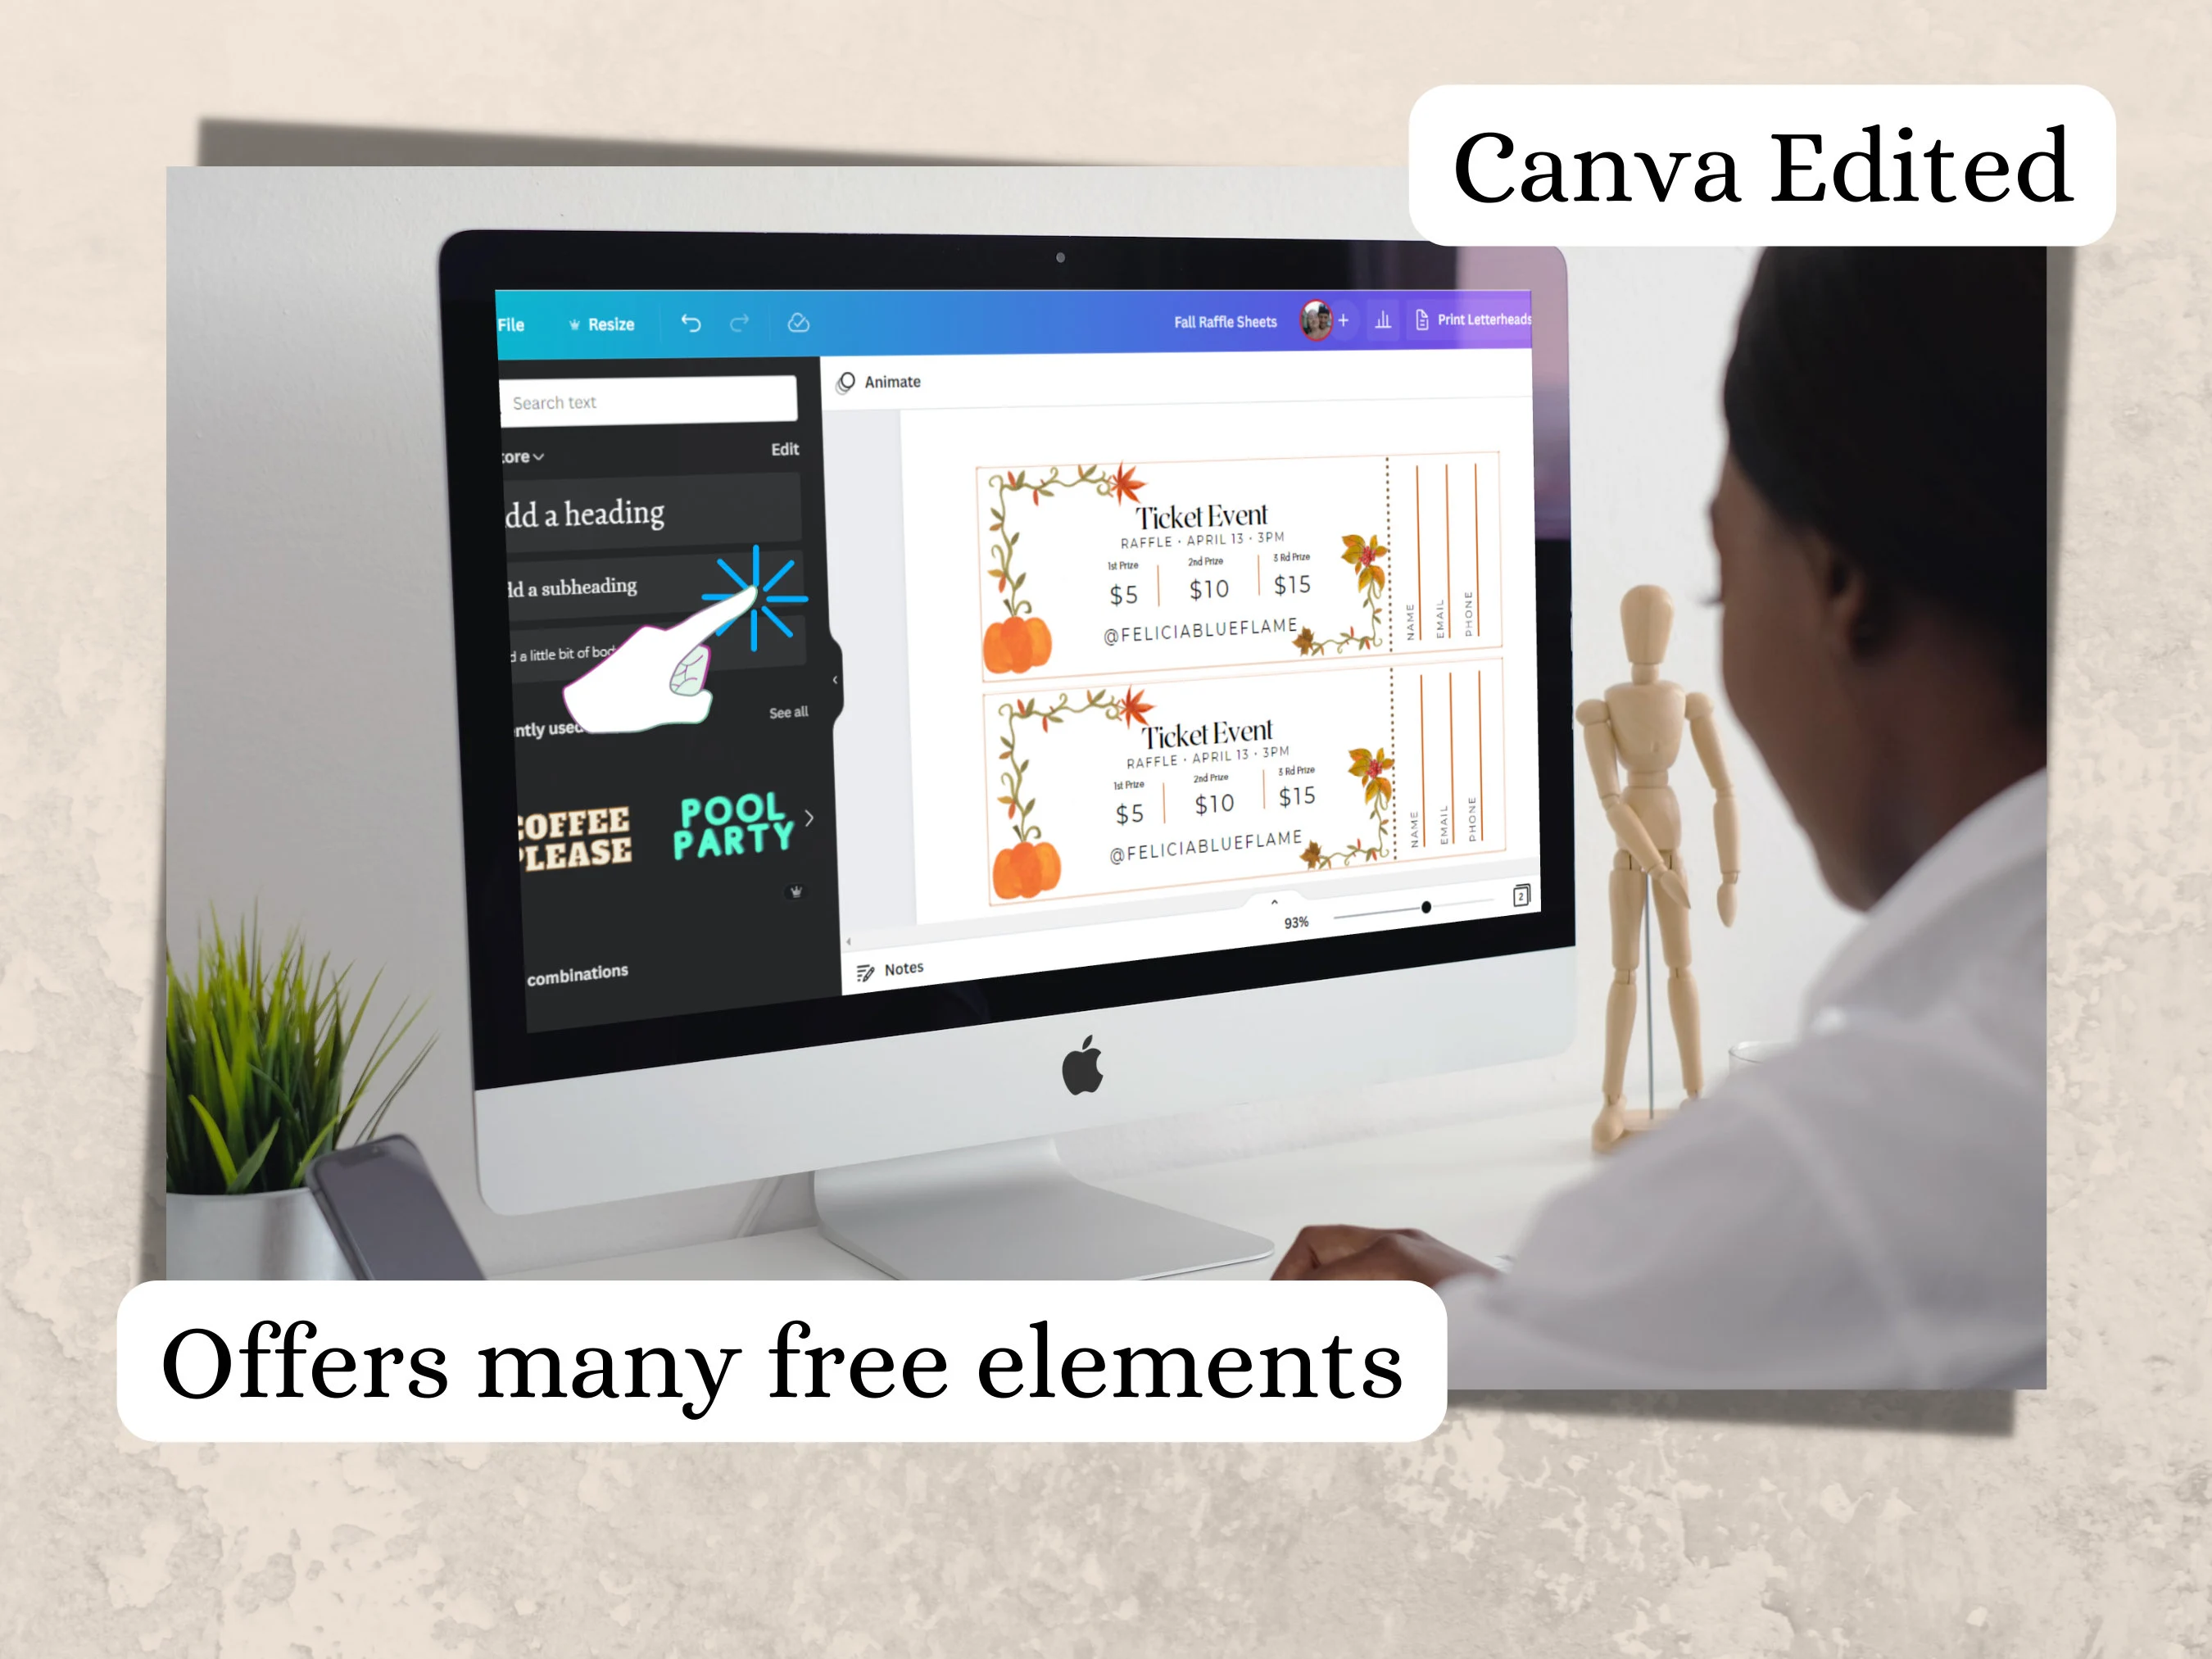 Canva Edited
File
Resize
Fall Raffle Sheets
+
Print Letterheads
Search text
Animate
tore
Edit
dd a heading
dd a subheading
d a little bit of bod
ntly used
See all
COFFEE
PLEASE
POOL
PARTY
combinations
Ticket Event
RAFFLE • APRIL 13 • 3PM
1st Prize
2nd Prize
3 Rd Prize
$5
$10
$15
@FELICIABLUEFLAME
NAME
EMAIL
PHONE
Ticket Event
RAFFLE • APRIL 13 • 3PM
1st Prize
2nd Prize
3 Rd Prize
$5
$10
$15
@FELICIABLUEFLAME
NAME
EMAIL
PHONE
93%
2
Notes
Offers many free elements